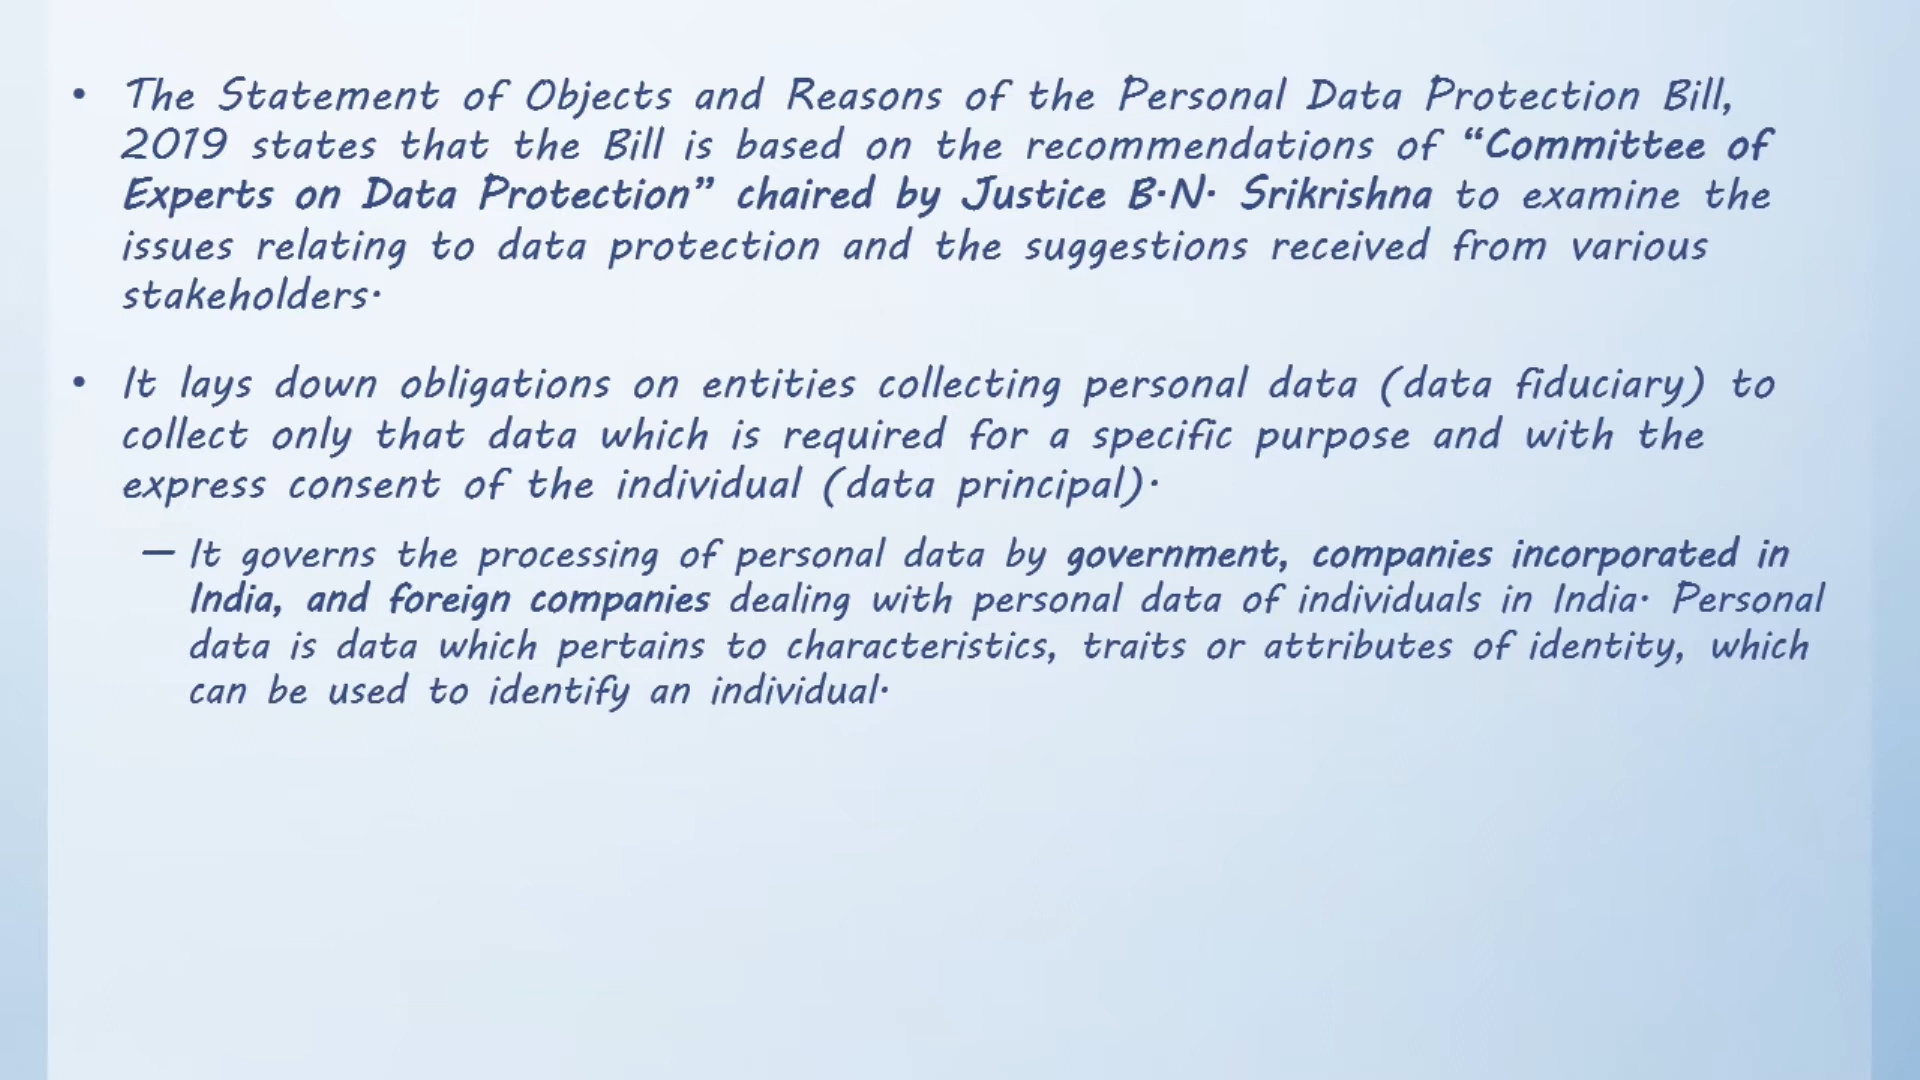 • The Statement of Objects and Reasons of the Personal Data Protection Bill,
2019 states that the Bill is based on the recommendations of “Committee of
Experts on Data Protection” chaired by Justice B.N. Srikrishna to examine the
issues relating to data protection and the suggestions received from various
stakeholders.
• It lays down obligations on entities collecting personal data (data fiduciary) to
collect only that data which is required for a specific purpose and with the
express consent of the individual (data principal).
— It governs the processing of personal data by government, companies incorporated in
India, and foreign companies dealing with personal data of individuals in India. Personal
data is data which pertains to characteristics, traits or attributes of identity, which
can be used to identify an individual.